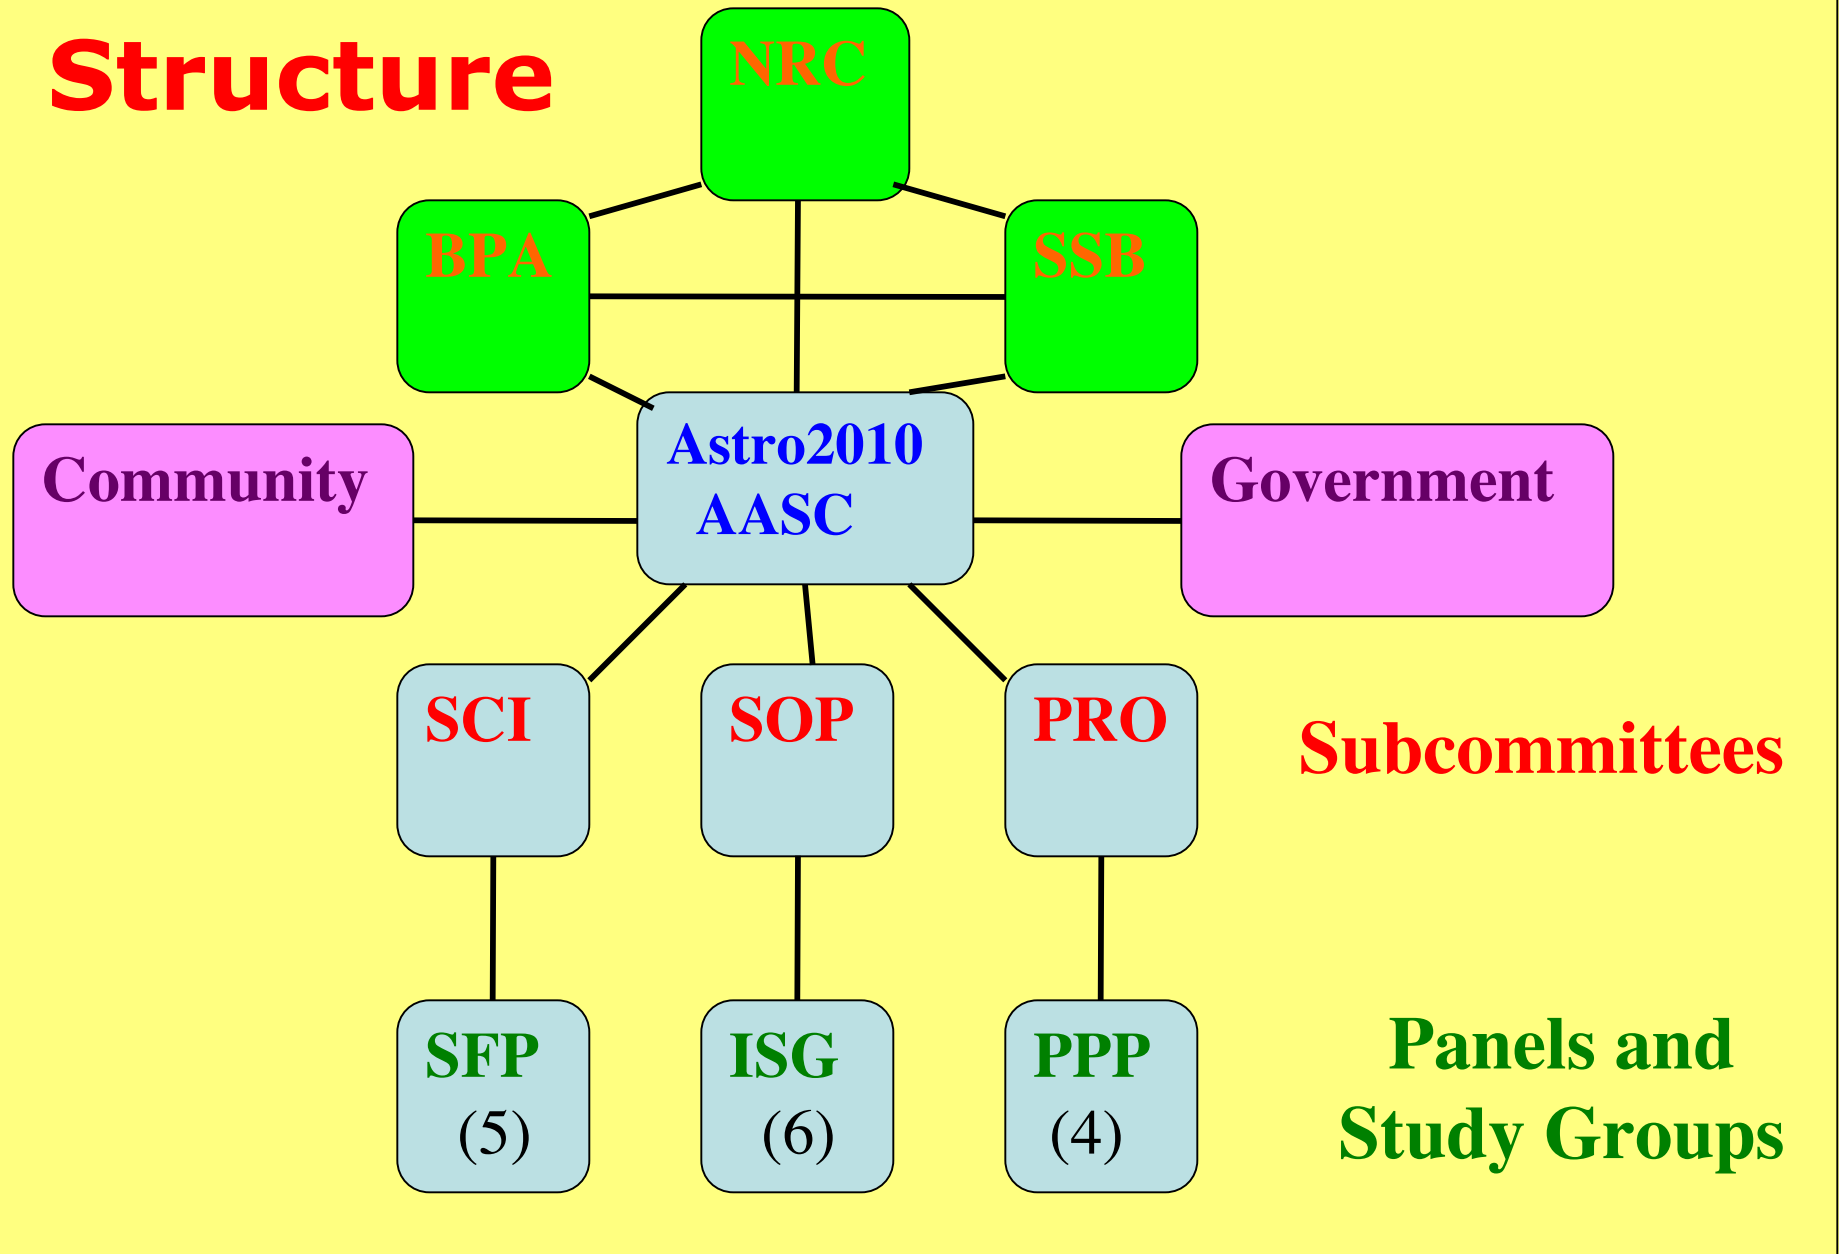 Structure
NRC
BPA
SSB
Astro2010
AASC
Community
Government
SCI
SOP
PRO
Subcommittees
SFP
(5)
ISG
(6)
PPP
(4)
Panels and
Study Groups